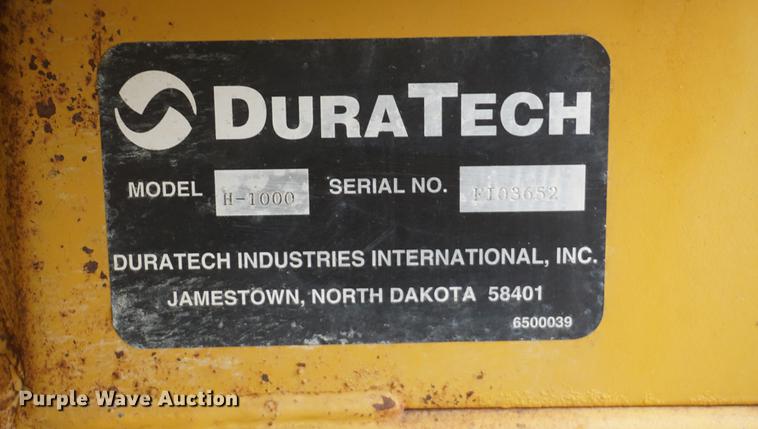 DURATECH
MODEL H-1000 SERIAL NO. FI03652
DURATECH INDUSTRIES INTERNATIONAL, INC.
JAMESTOWN, NORTH DAKOTA 58401
6500039
Purple Wave Auction